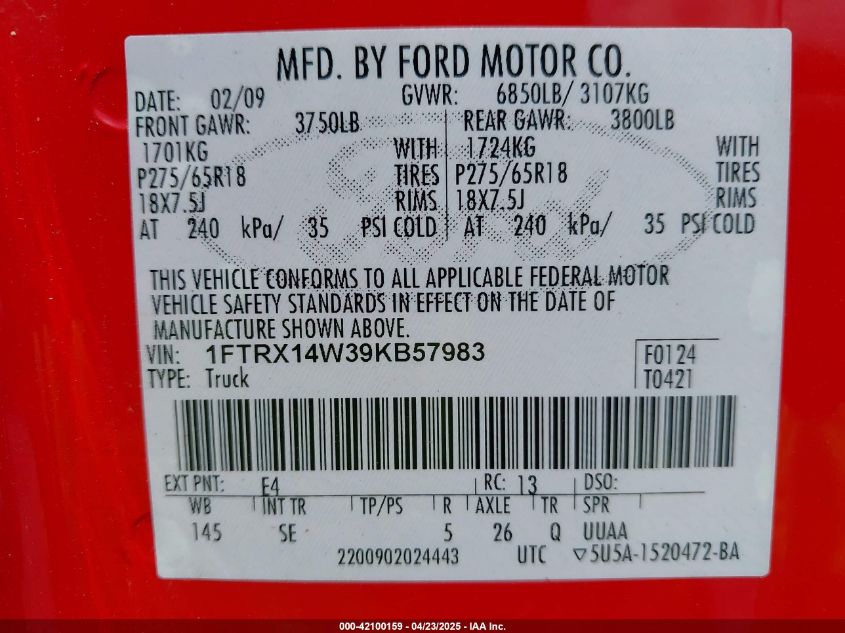 MFD. BY FORD MOTOR CO.
DATE: 02/09 GVWR: 6850LB/ 3107KG
FRONT GAWR: 3750LB REAR GAWR: 3800LB
1701KG WITH 1724KG WITH
P275/65R18 TIRES P275/65R18 TIRES
18X7.5J RIMS 18X7.5J RIMS
AT 240 kPa/ 35 PSI COLD AT 240 kPa/ 35 PSI COLD
THIS VEHICLE CONFORMS TO ALL APPLICABLE FEDERAL MOTOR
VEHICLE SAFETY STANDARDS IN EFFECT ON THE DATE OF
MANUFACTURE SHOWN ABOVE.
VIN: 1FTRX14W39KB57983 F0124
TYPE: Truck T0421
EXT PNT: E4 RC: 13 DSO:
WB INT TR TP/PS R AXLE TR SPR
145 SE 5 26 Q UUAA
2200902024443 UTC ▽5U5A-1520472-BA
000-42100159 - 04/23/2025 - IAA Inc.